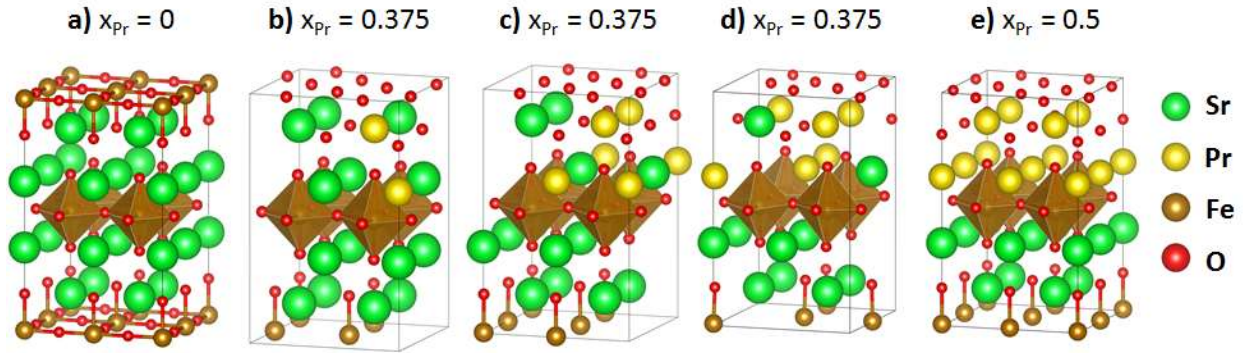 a) xPr = 0
b) xPr = 0.375
c) xPr = 0.375
d) xPr = 0.375
e) xPr = 0.5
Sr
Pr
Fe
O